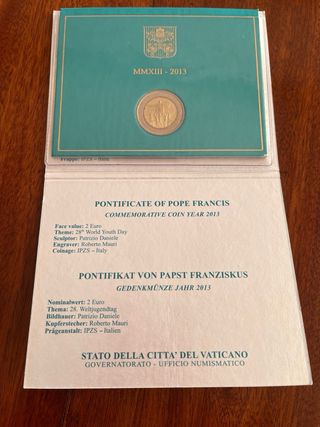 MMXIII - 2013
Frappe: IPZS – Italie
PONTIFICATE OF POPE FRANCIS
COMMEMORATIVE COIN YEAR 2013
Face value: 2 Euro
Theme: 28th World Youth Day
Sculptor: Patrizio Daniele
Engraver: Roberto Mauri
Coinage: IPZS – Italy
PONTIFIKAT VON PAPST FRANZISKUS
GEDENKMÜNZE JAHR 2013
Nominalwert: 2 Euro
Thema: 28. Weltjugendtag
Bildhauer: Patrizio Daniele
Kupferstecher: Roberto Mauri
Prägeanstalt: IPZS – Italien
STATO DELLA CITTA' DEL VATICANO
GOVERNATORATO - UFFICIO NUMISMATICO